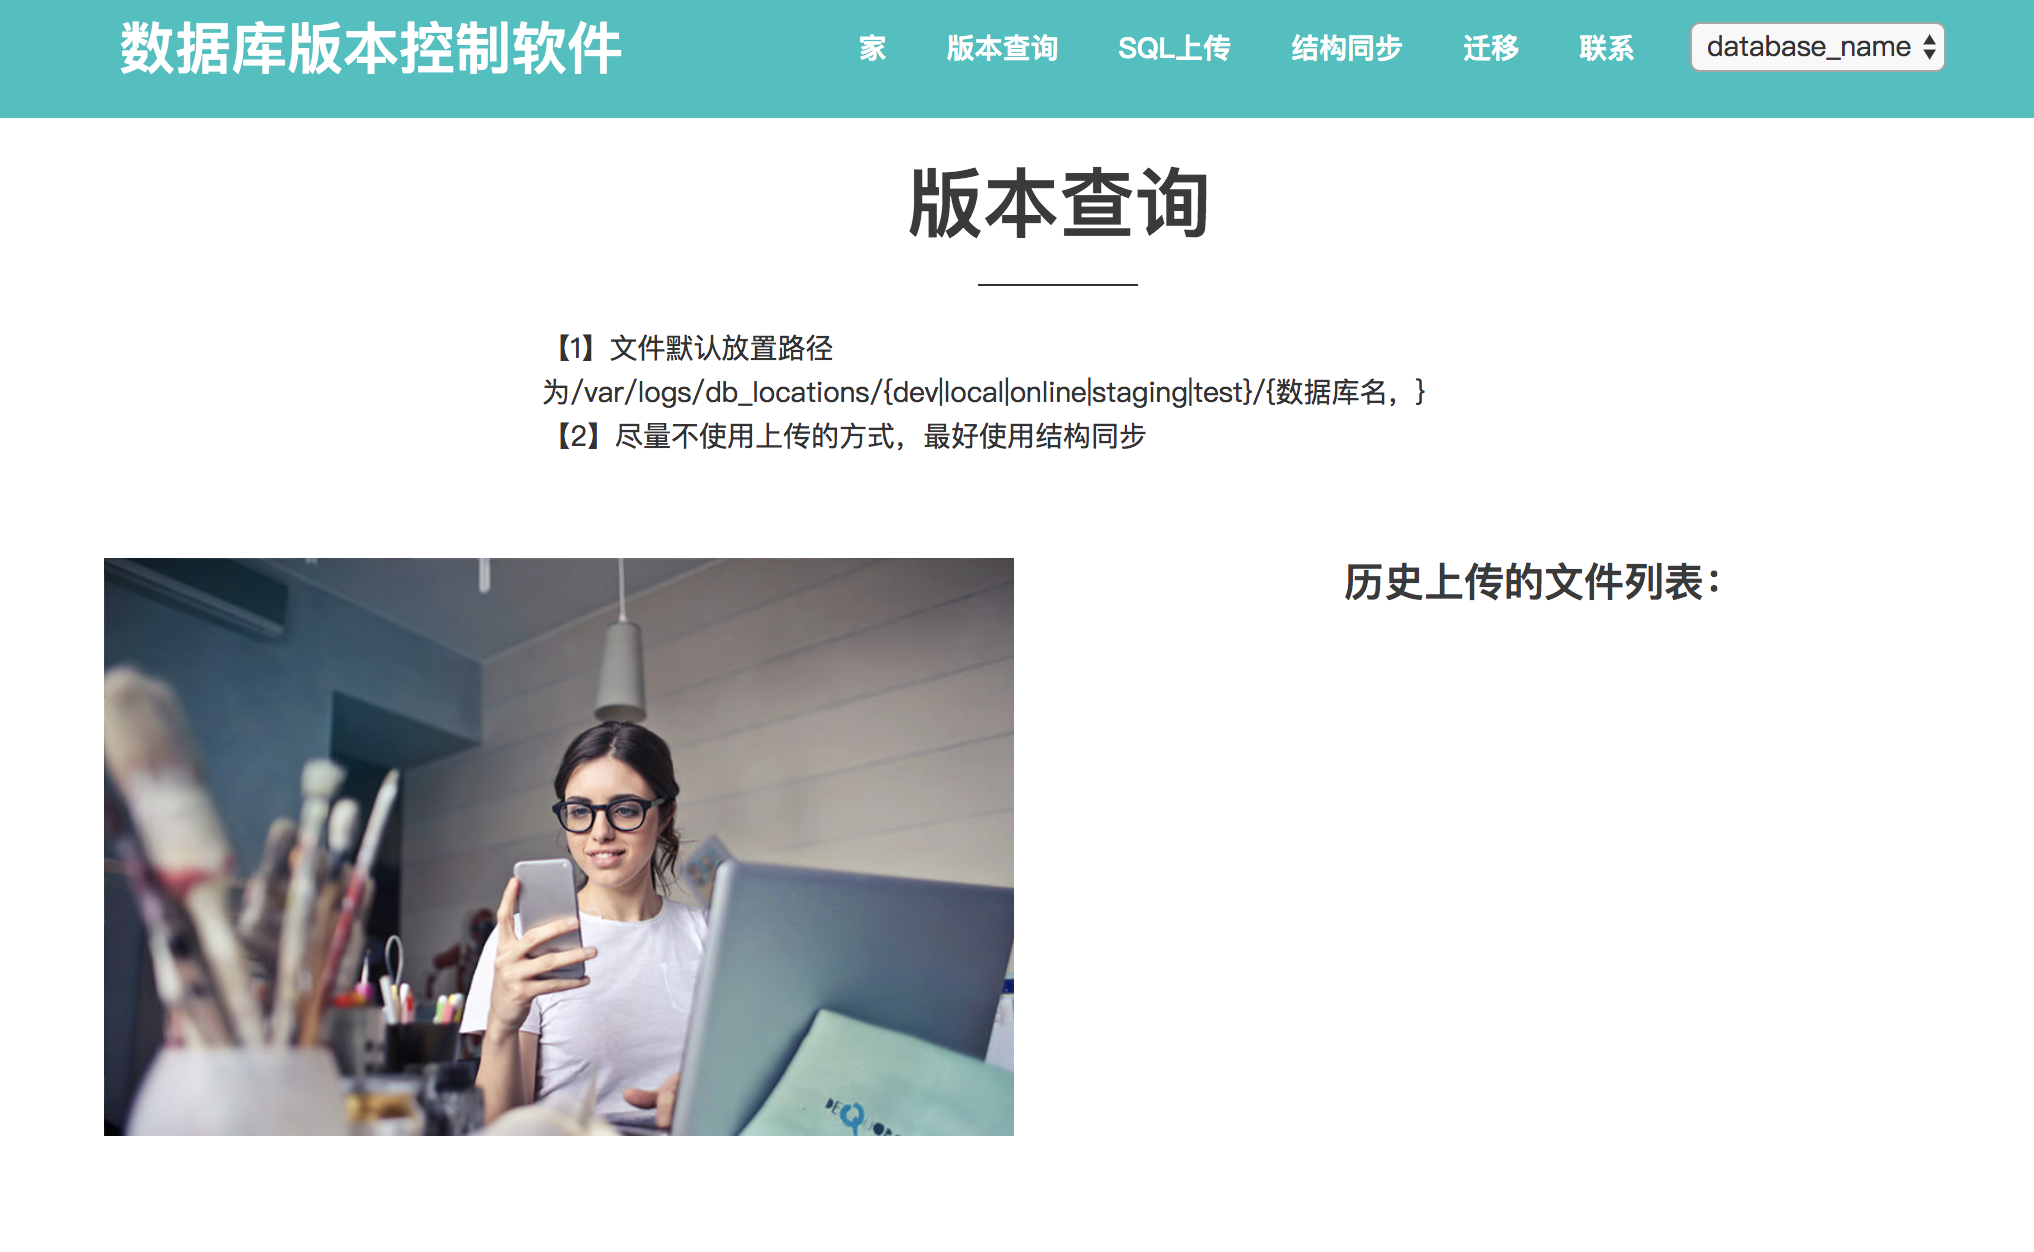 数据库版本控制软件
家 版本查询 SQL上传 结构同步 迁移 联系 database_name
版本查询
【1】文件默认放置路径
为/var/logs/db_locations/{dev|local|online|staging|test}/{数据库名，}
【2】尽量不使用上传的方式，最好使用结构同步
历史上传的文件列表：